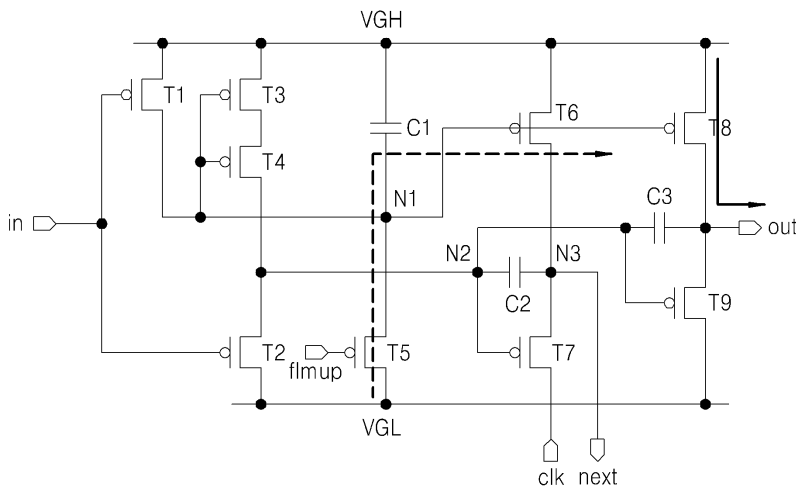 VGH
T1
T3
C1
T6
T8
T4
N1
C3
in
out
N2
N3
C2
T9
T2
flmup
T5
T7
VGL
clk
next